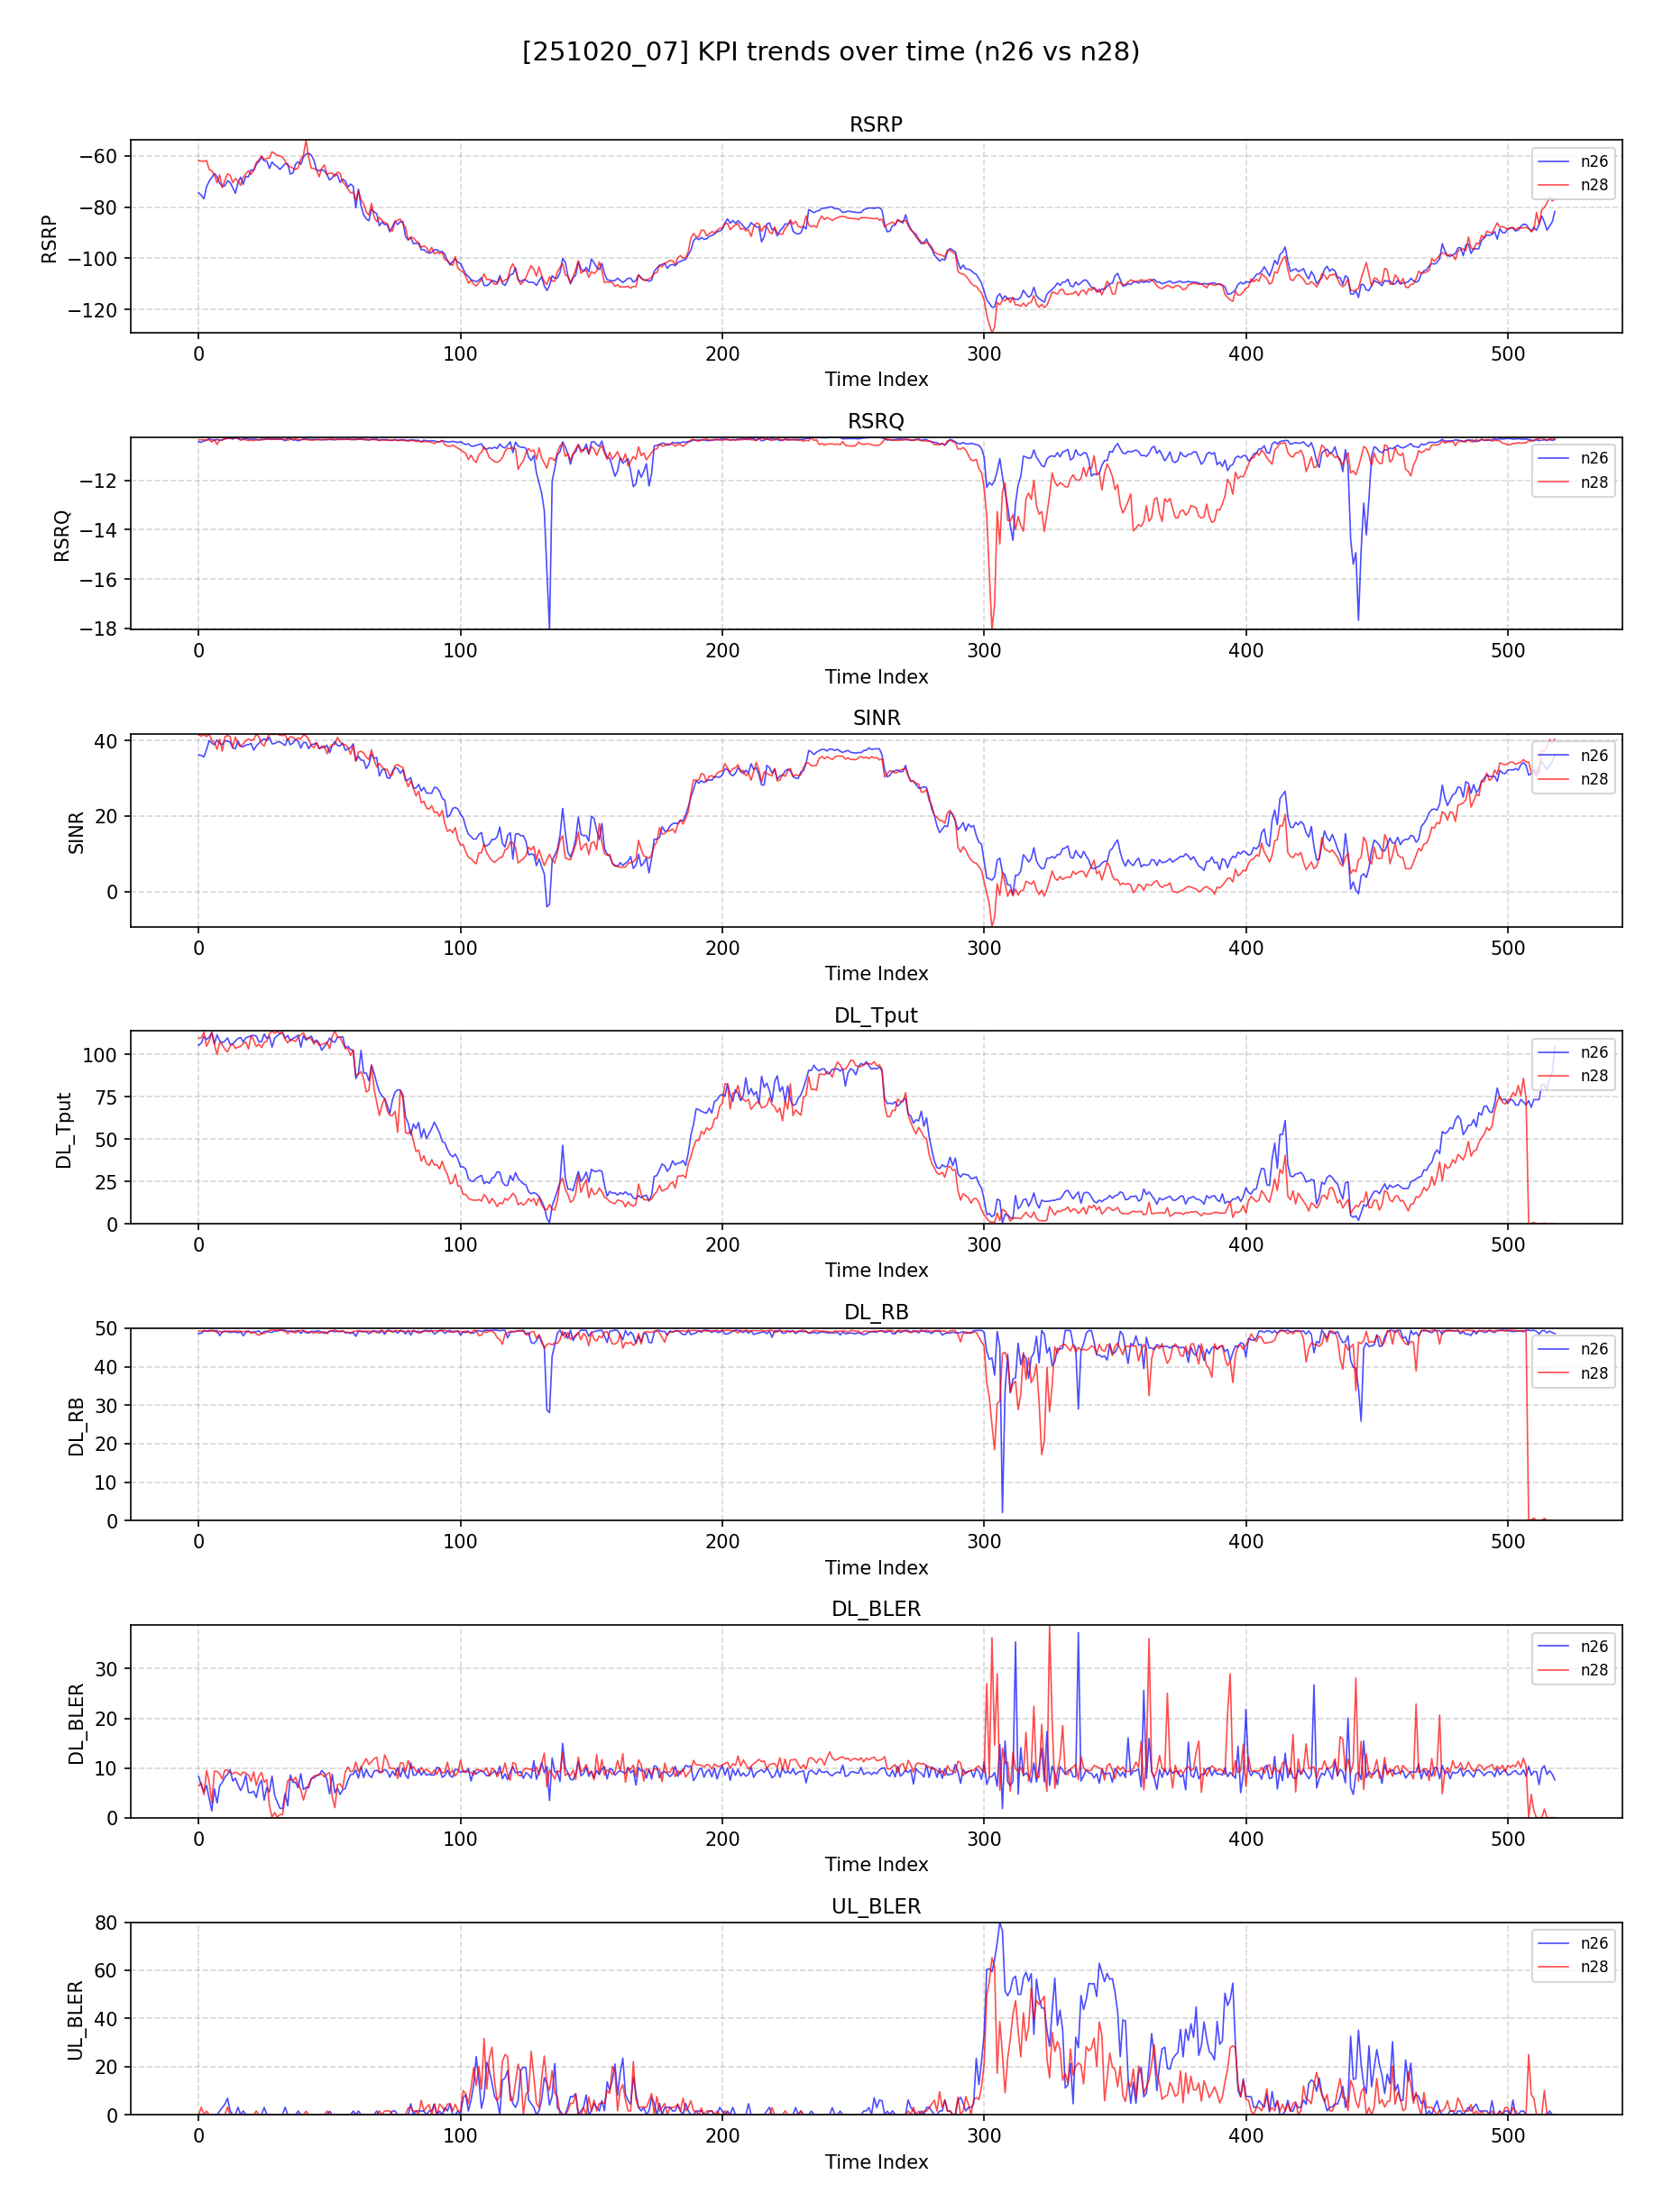 [251020_07] KPI trends over time (n26 vs n28)
RSRP
RSRP
−60
−80
−100
−120
n26
n28
0 100 200 300 400 500
Time Index
RSRQ
RSRQ
−12
−14
−16
−18
n26
n28
0 100 200 300 400 500
Time Index
SINR
SINR
40
20
0
n26
n28
0 100 200 300 400 500
Time Index
DL_Tput
DL_Tput
100
75
50
25
0
n26
n28
0 100 200 300 400 500
Time Index
DL_RB
DL_RB
50
40
30
20
10
0
n26
n28
0 100 200 300 400 500
Time Index
DL_BLER
DL_BLER
30
20
10
0
n26
n28
0 100 200 300 400 500
Time Index
UL_BLER
UL_BLER
80
60
40
20
0
n26
n28
0 100 200 300 400 500
Time Index